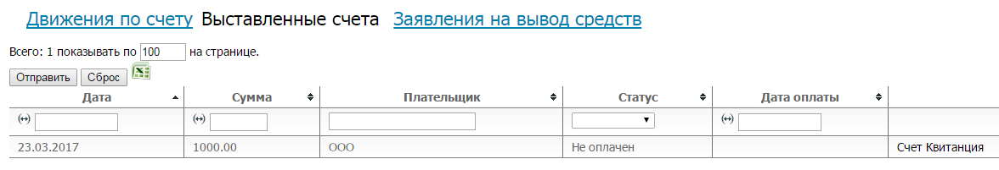 Движения по счету Выставленные счета Заявления на вывод средств
Всего: 1 показывать по 100 на странице.
Отправить Сброс
Дата Сумма Плательщик Статус Дата оплаты
23.03.2017 1000.00 ООО Не оплачен Счет Квитанция